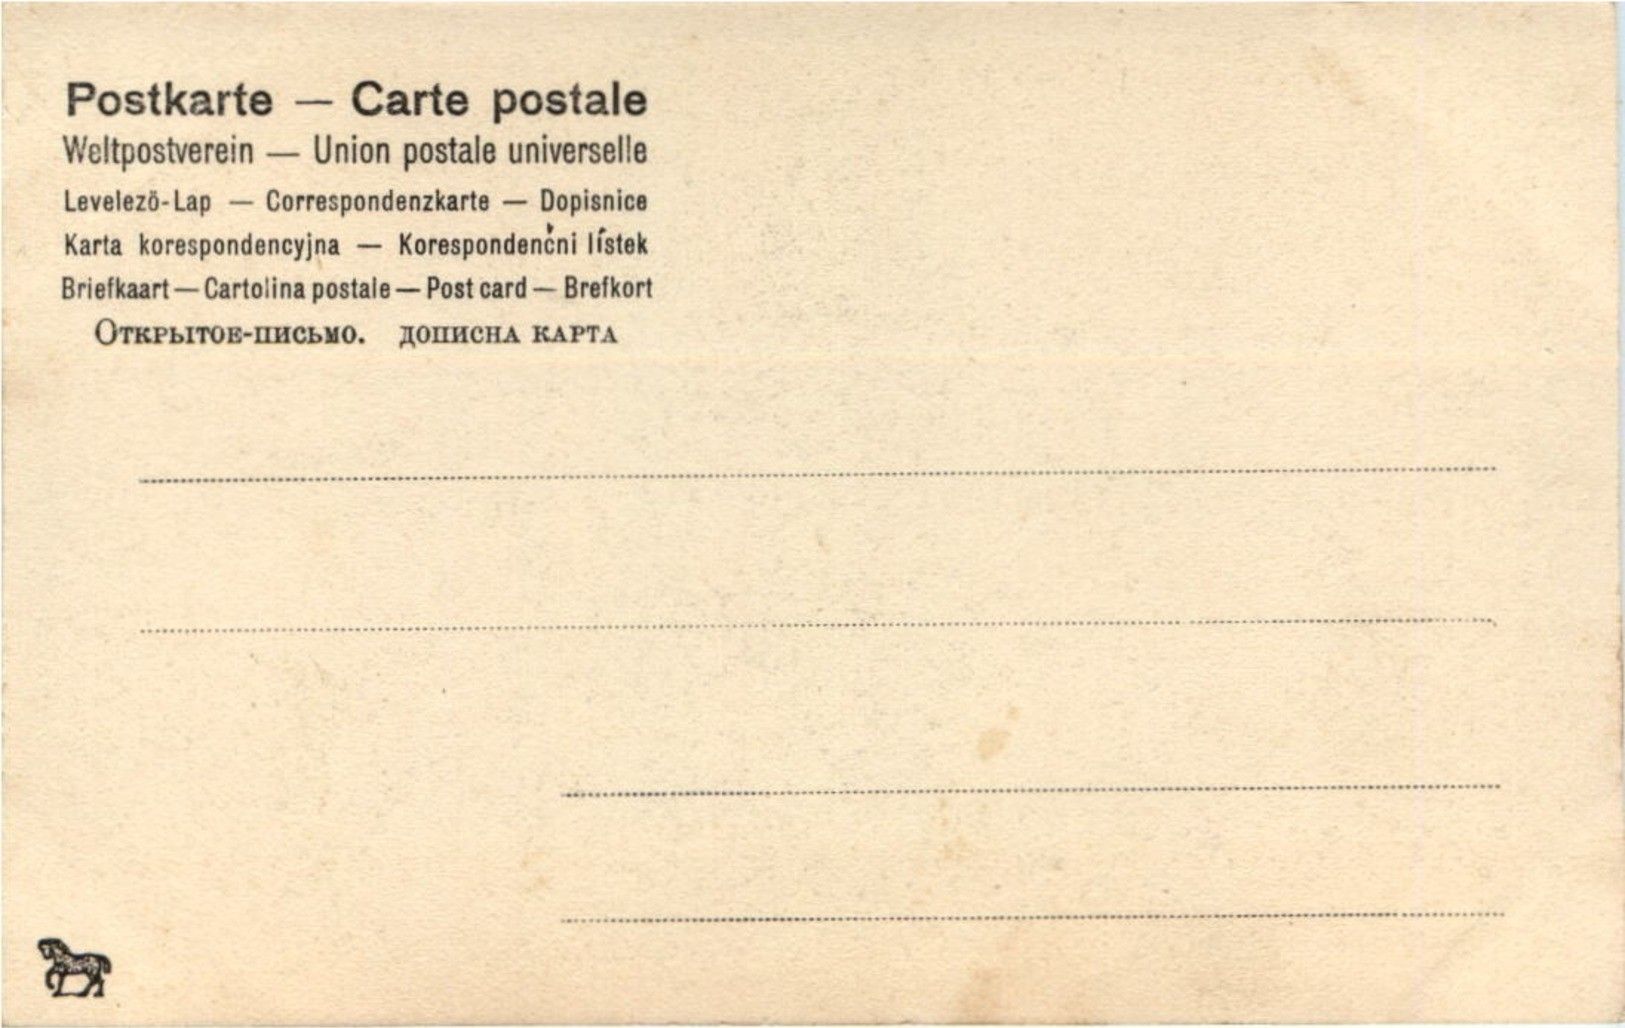 Postkarte — Carte postale
Weltpostverein — Union postale universelle
Levelezö-Lap — Correspondenzkarte — Dopisnice
Karta korespondencyjna — Korespondenčni lístek
Briefkaart — Cartolina postale — Post card — Brefkort
Открытое-письмо. дописна карта